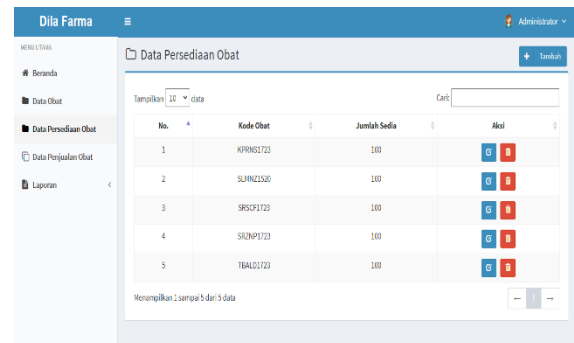 Dila Farma
Administrator
MENU UTAMA
Data Persediaan Obat
+ Tambah
Beranda
Data Obat
Data Persediaan Obat
Data Penjualan Obat
Laporan
Tampilkan 10 data
Cari:
No. Kode Obat Jumlah Sedia Aksi
1 KPRNS1723 100
2 SLMNZ1520 100
3 SRSCF1723 100
4 SRZNP1723 100
5 TBALD1723 100
Menampilkan 1 sampai 5 dari 5 data
← 1 →